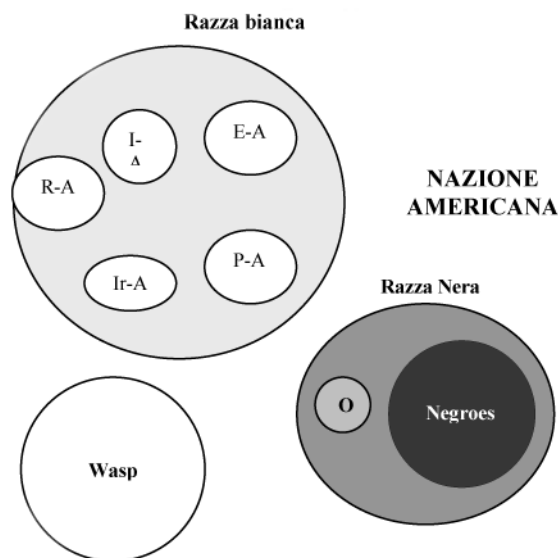 Razza bianca
I-
A
E-A
R-A
NAZIONE
AMERICANA
Ir-A
P-A
Razza Nera
O
Negroes
Wasp